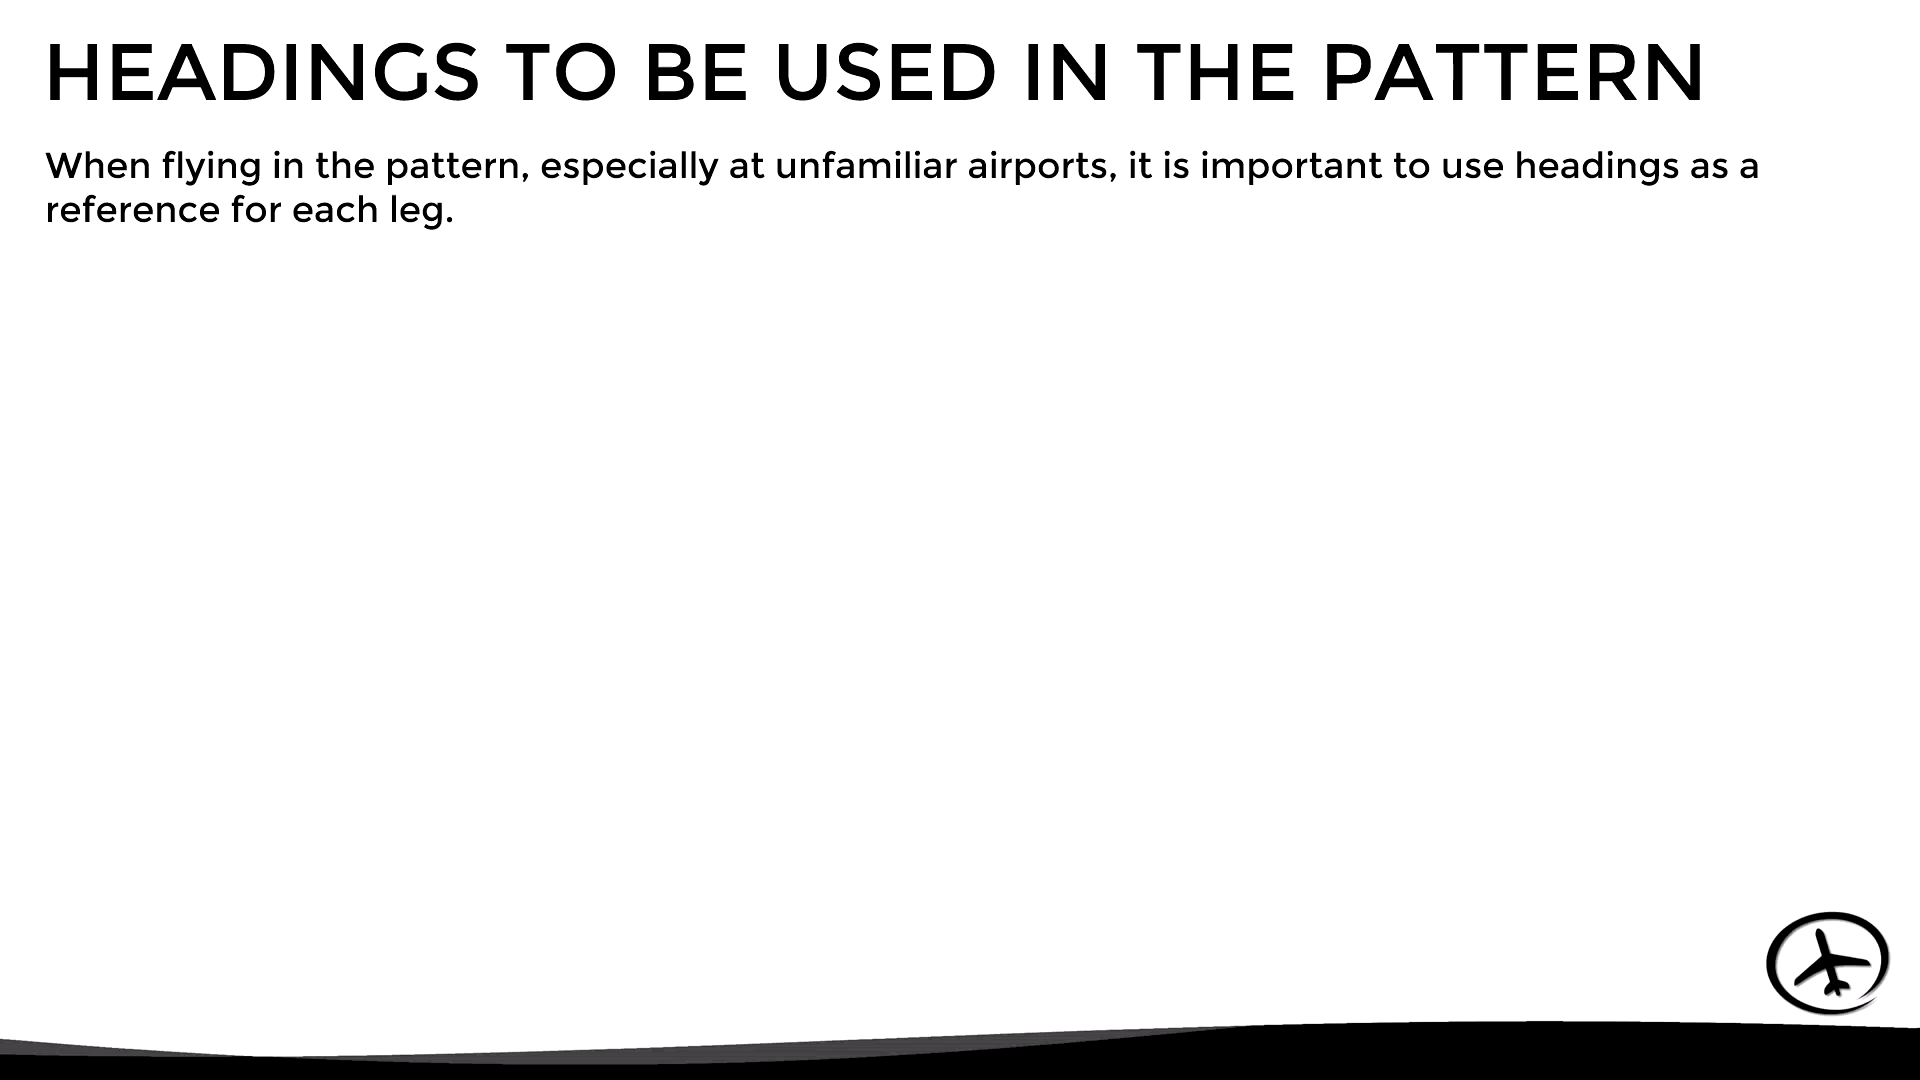 HEADINGS TO BE USED IN THE PATTERN
When flying in the pattern, especially at unfamiliar airports, it is important to use headings as a
reference for each leg.